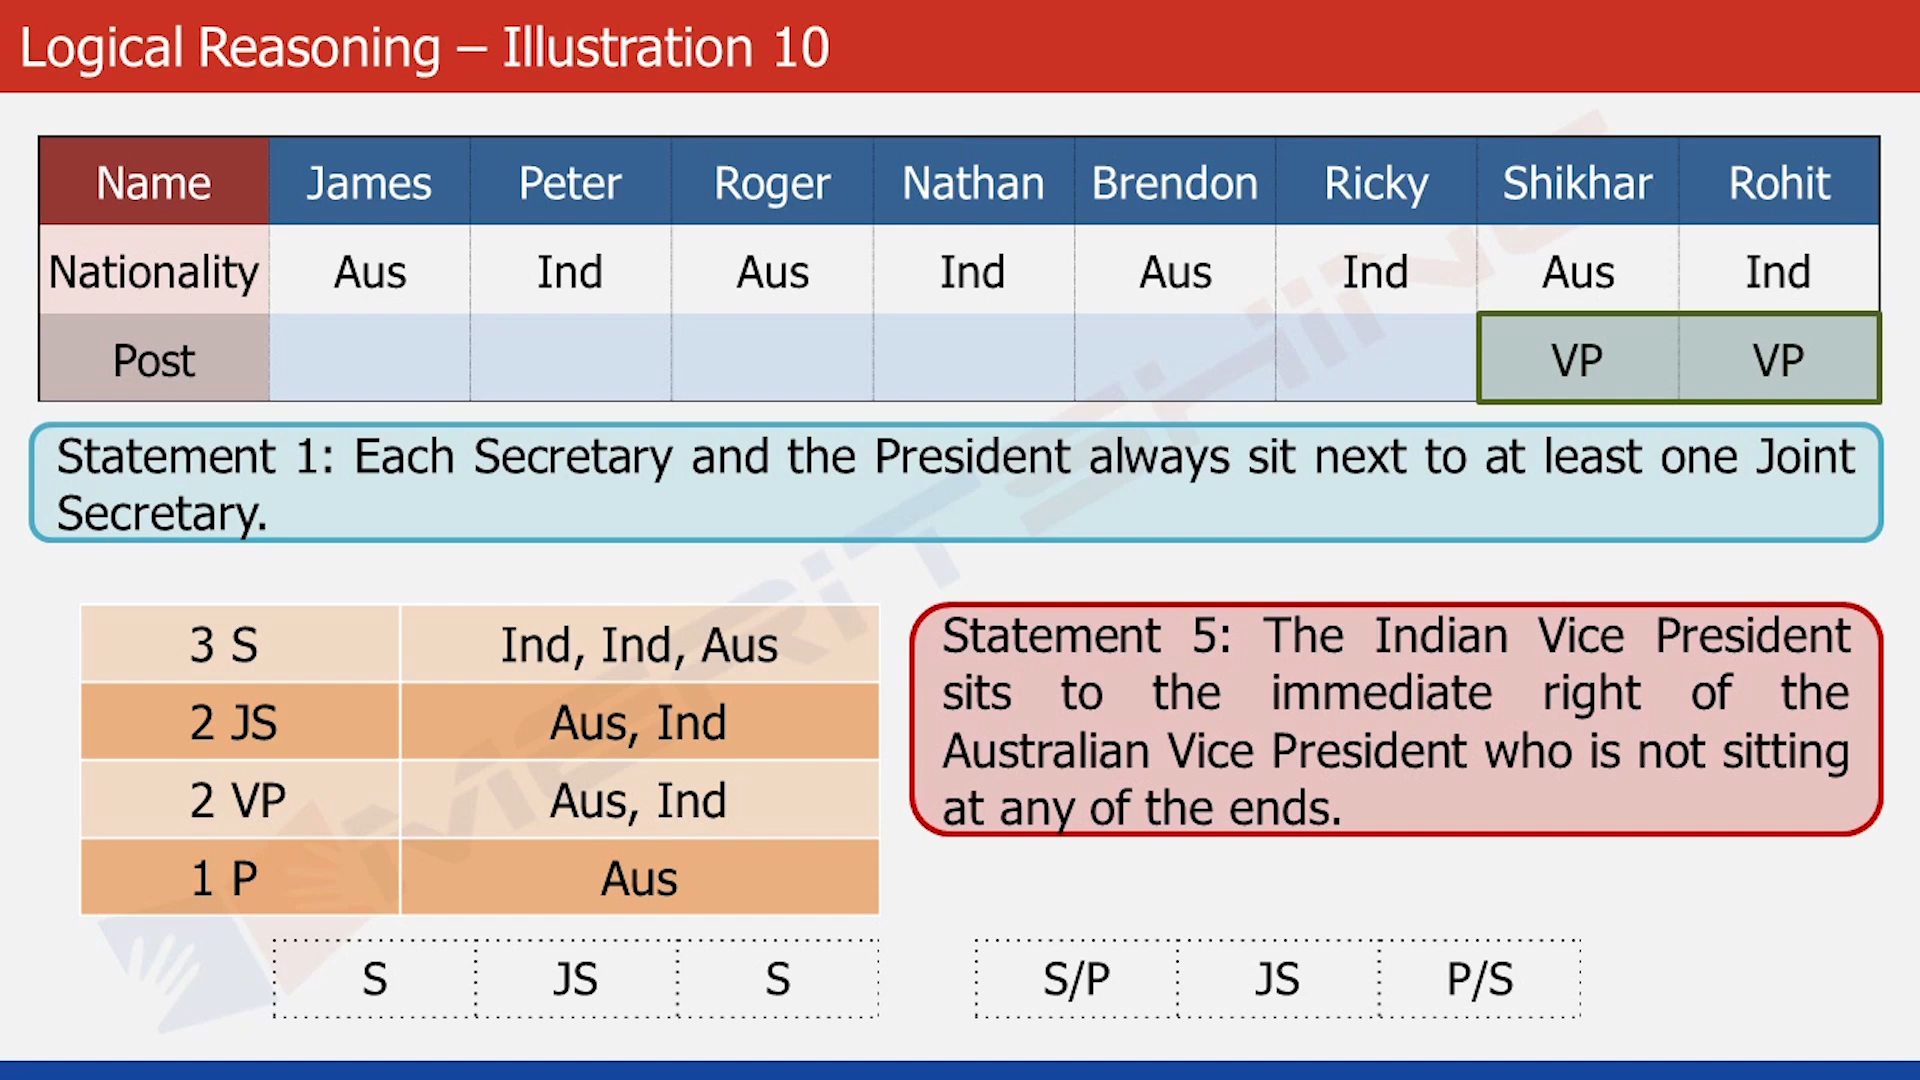 Logical Reasoning – Illustration 10
Name James Peter Roger Nathan Brendon Ricky Shikhar Rohit
Nationality Aus Ind Aus Ind Aus Ind Aus Ind
Post VP VP
Statement 1: Each Secretary and the President always sit next to at least one Joint
Secretary.
3 S Ind, Ind, Aus
2 JS Aus, Ind
2 VP Aus, Ind
1 P Aus
Statement 5: The Indian Vice President
sits to the immediate right of the
Australian Vice President who is not sitting
at any of the ends.
S JS S
S/P JS P/S